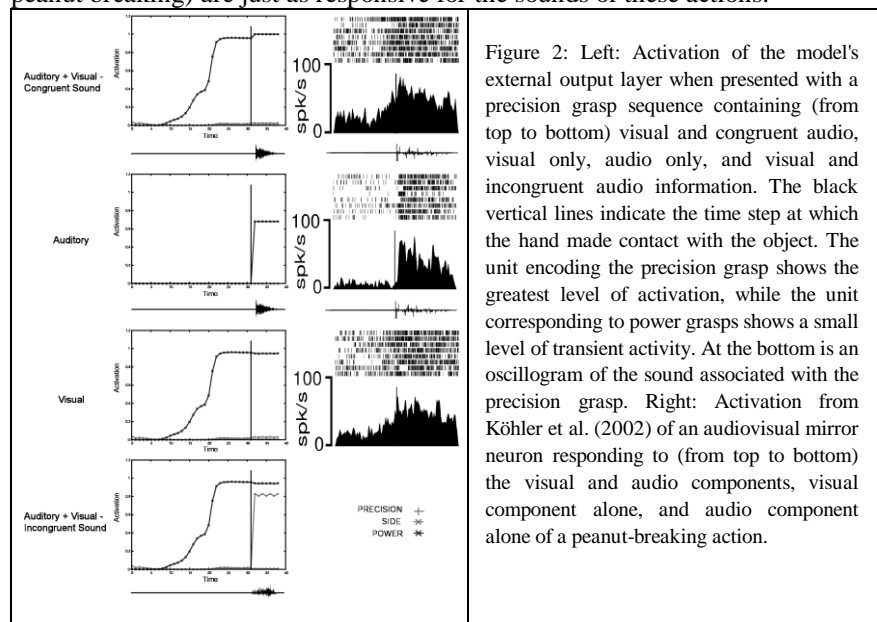 peanut breaking) are just as responsive for the sounds of these actions.
Auditory + Visual -
Congruent Sound
Activation
Time
100
spk/s
0
Auditory
Activation
Time
100
spk/s
0
Visual
Activation
Time
100
spk/s
0
Auditory + Visual -
Incongruent Sound
Activation
Time
PRECISION
SIDE
POWER
Figure 2: Left: Activation of the model's
external output layer when presented with a
precision grasp sequence containing (from
top to bottom) visual and congruent audio,
visual only, audio only, and visual and
incongruent audio information. The black
vertical lines indicate the time step at which
the hand made contact with the object. The
unit encoding the precision grasp shows the
greatest level of activation, while the unit
corresponding to power grasps shows a small
level of transient activity. At the bottom is an
oscillogram of the sound associated with the
precision grasp. Right: Activation from
Köhler et al. (2002) of an audiovisual mirror
neuron responding to (from top to bottom)
the visual and audio components, visual
component alone, and audio component
alone of a peanut-breaking action.